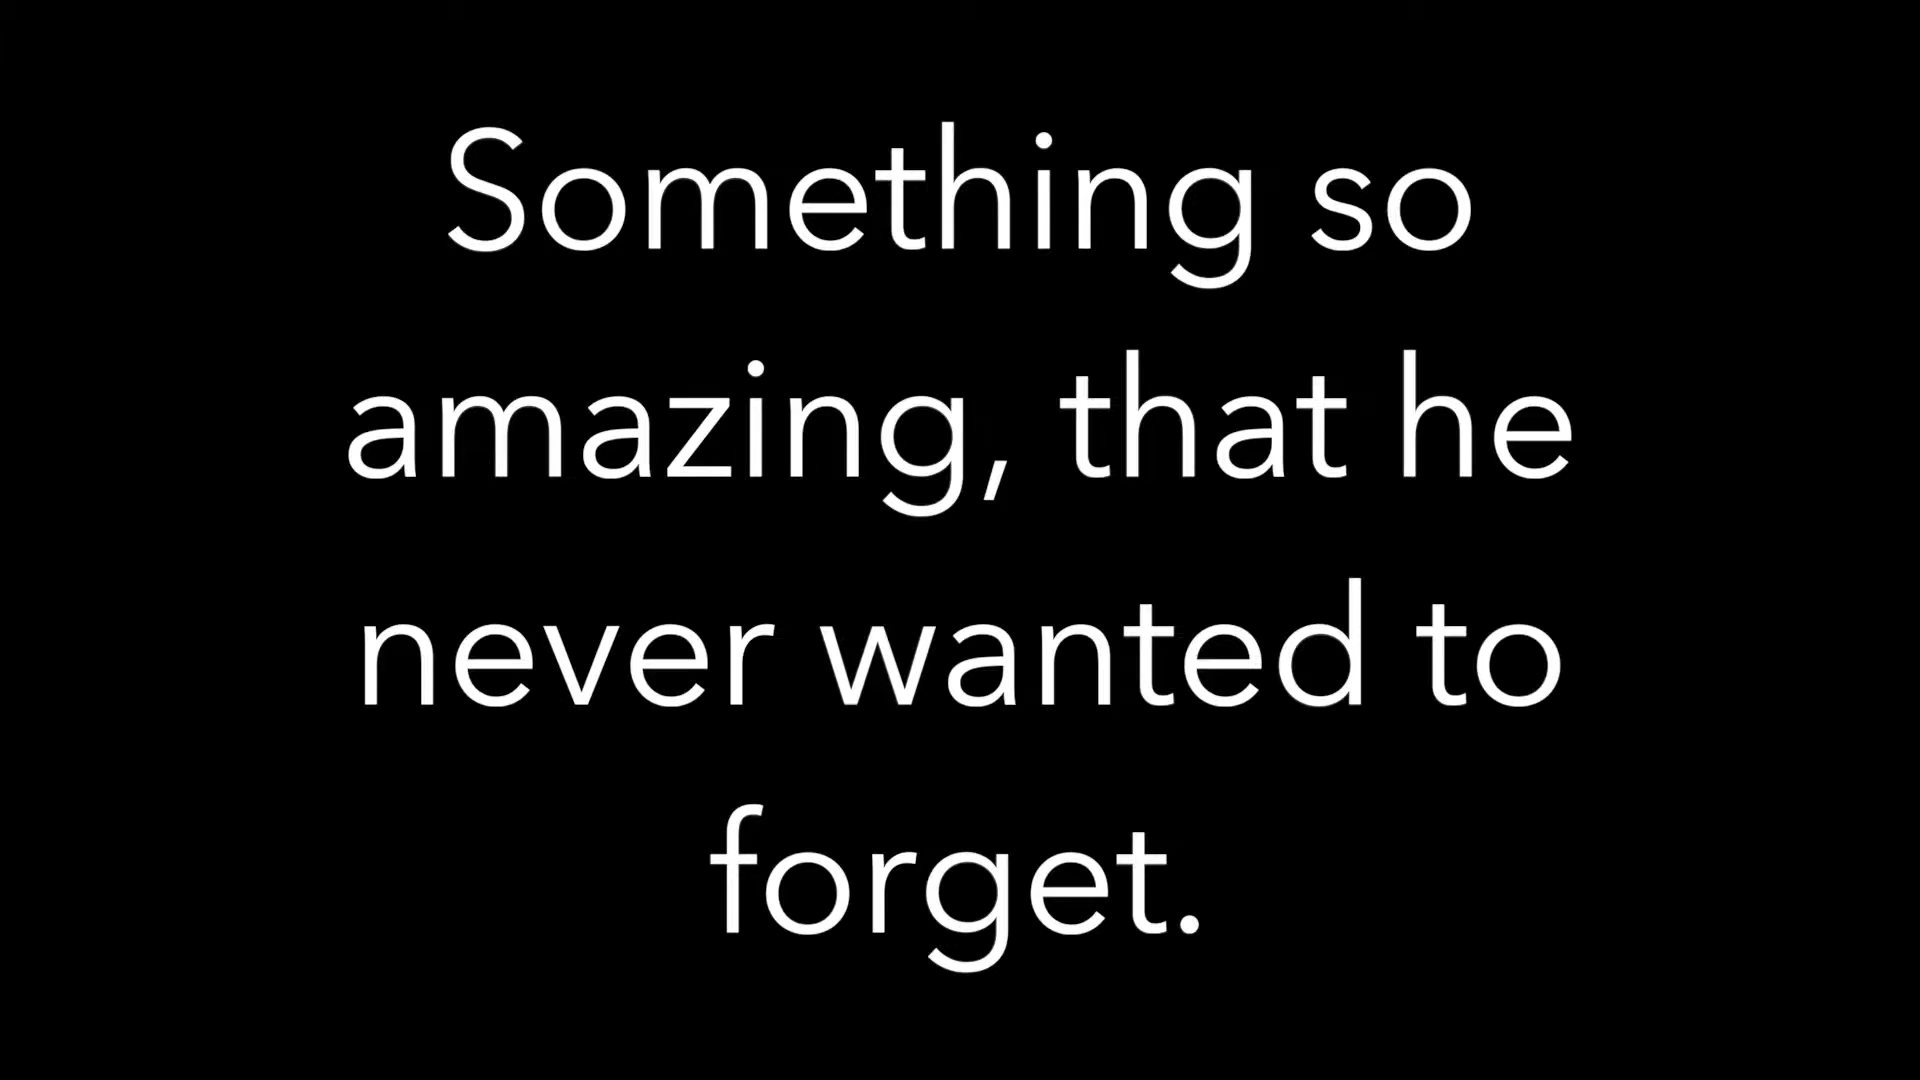 Something so
amazing, that he
never wanted to
forget.